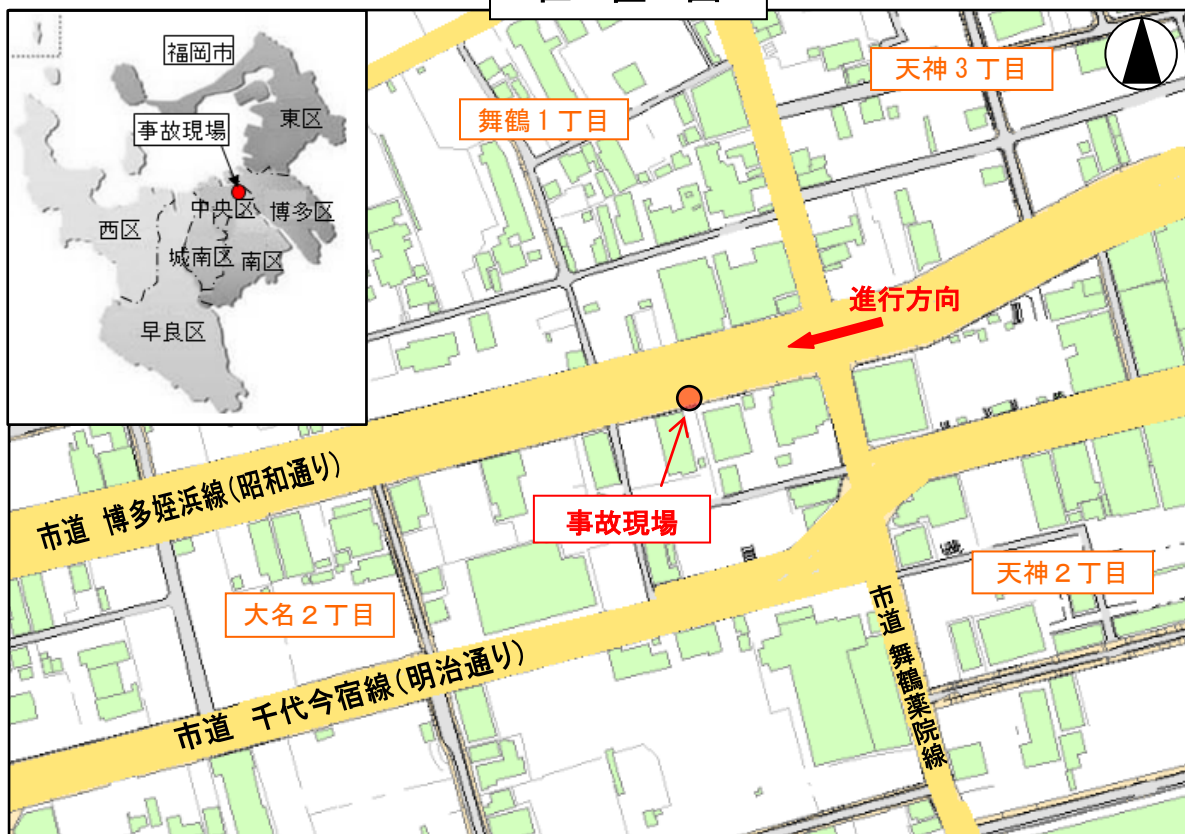 福岡市
事故現場
東区
中央区
博多区
西区
城南区
南区
早良区
天神3丁目
舞鶴1丁目
進行方向
市道 博多姪浜線(昭和通り)
事故現場
大名2丁目
天神2丁目
市道 千代今宿線(明治通り)
市道 舞鶴薬院線